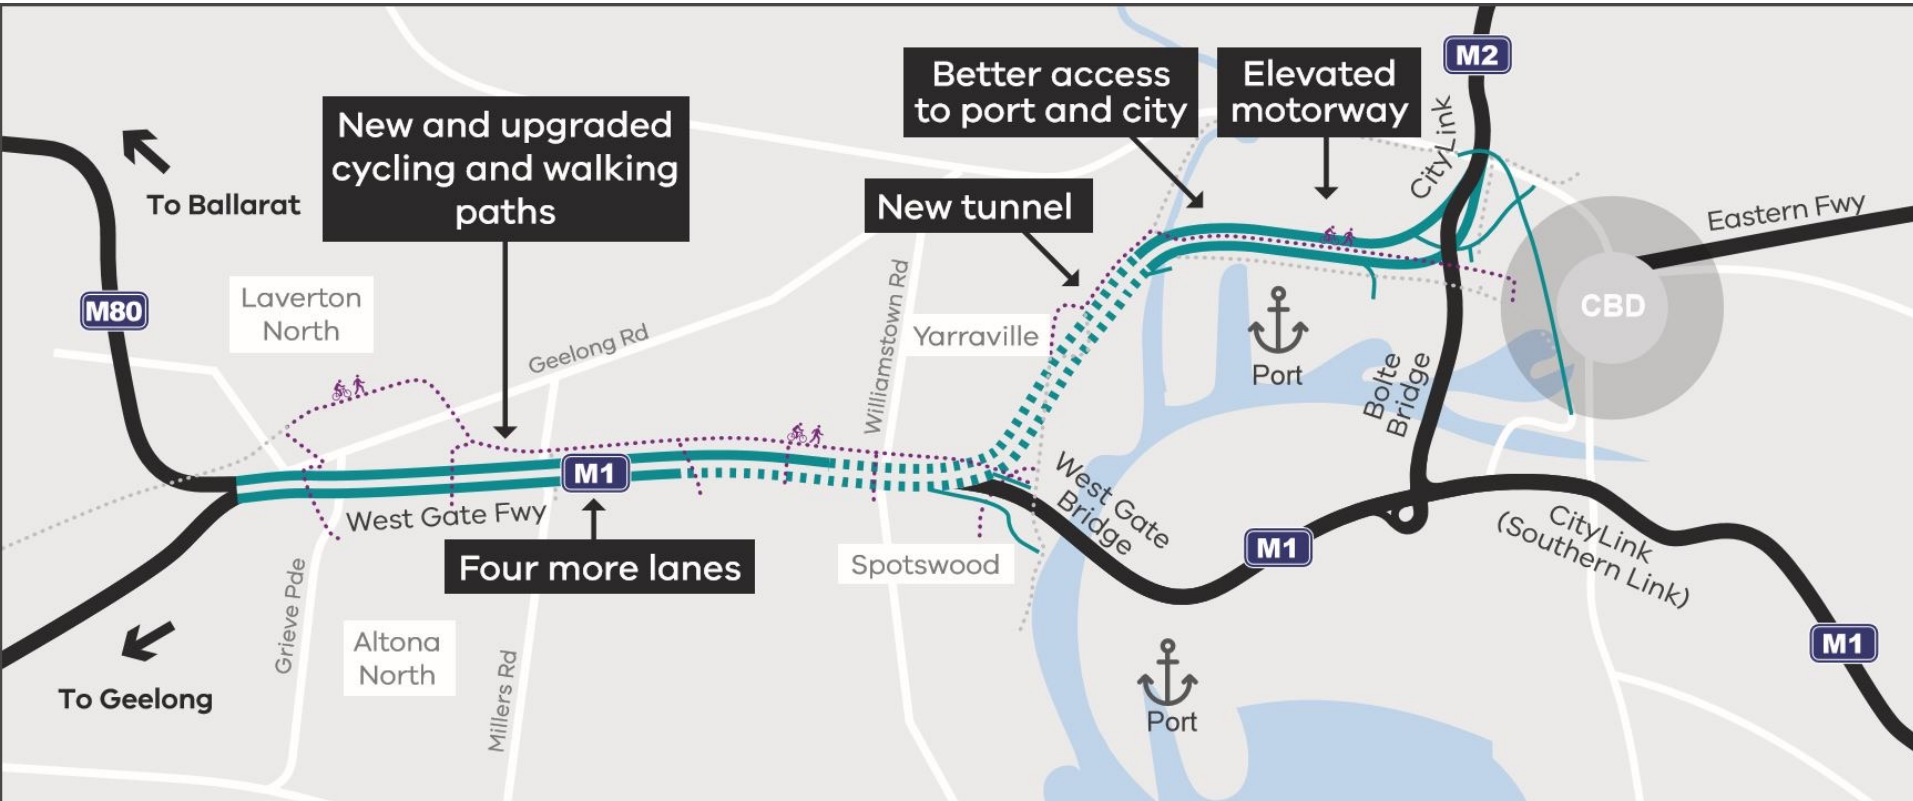 M2
Better access
to port and city
Elevated
motorway
New and upgraded
cycling and walking
paths
CityLink
To Ballarat
New tunnel
Eastern Fwy
M80
Laverton
North
Geelong Rd
Williamstown Rd
Yarraville
Port
CBD
Bolte
Bridge
M1
West Gate Fwy
West Gate
Bridge
Four more lanes
Spotswood
M1
CityLink
(Southern Link)
Grieve Pde
Altona
North
Millers Rd
To Geelong
Port
M1